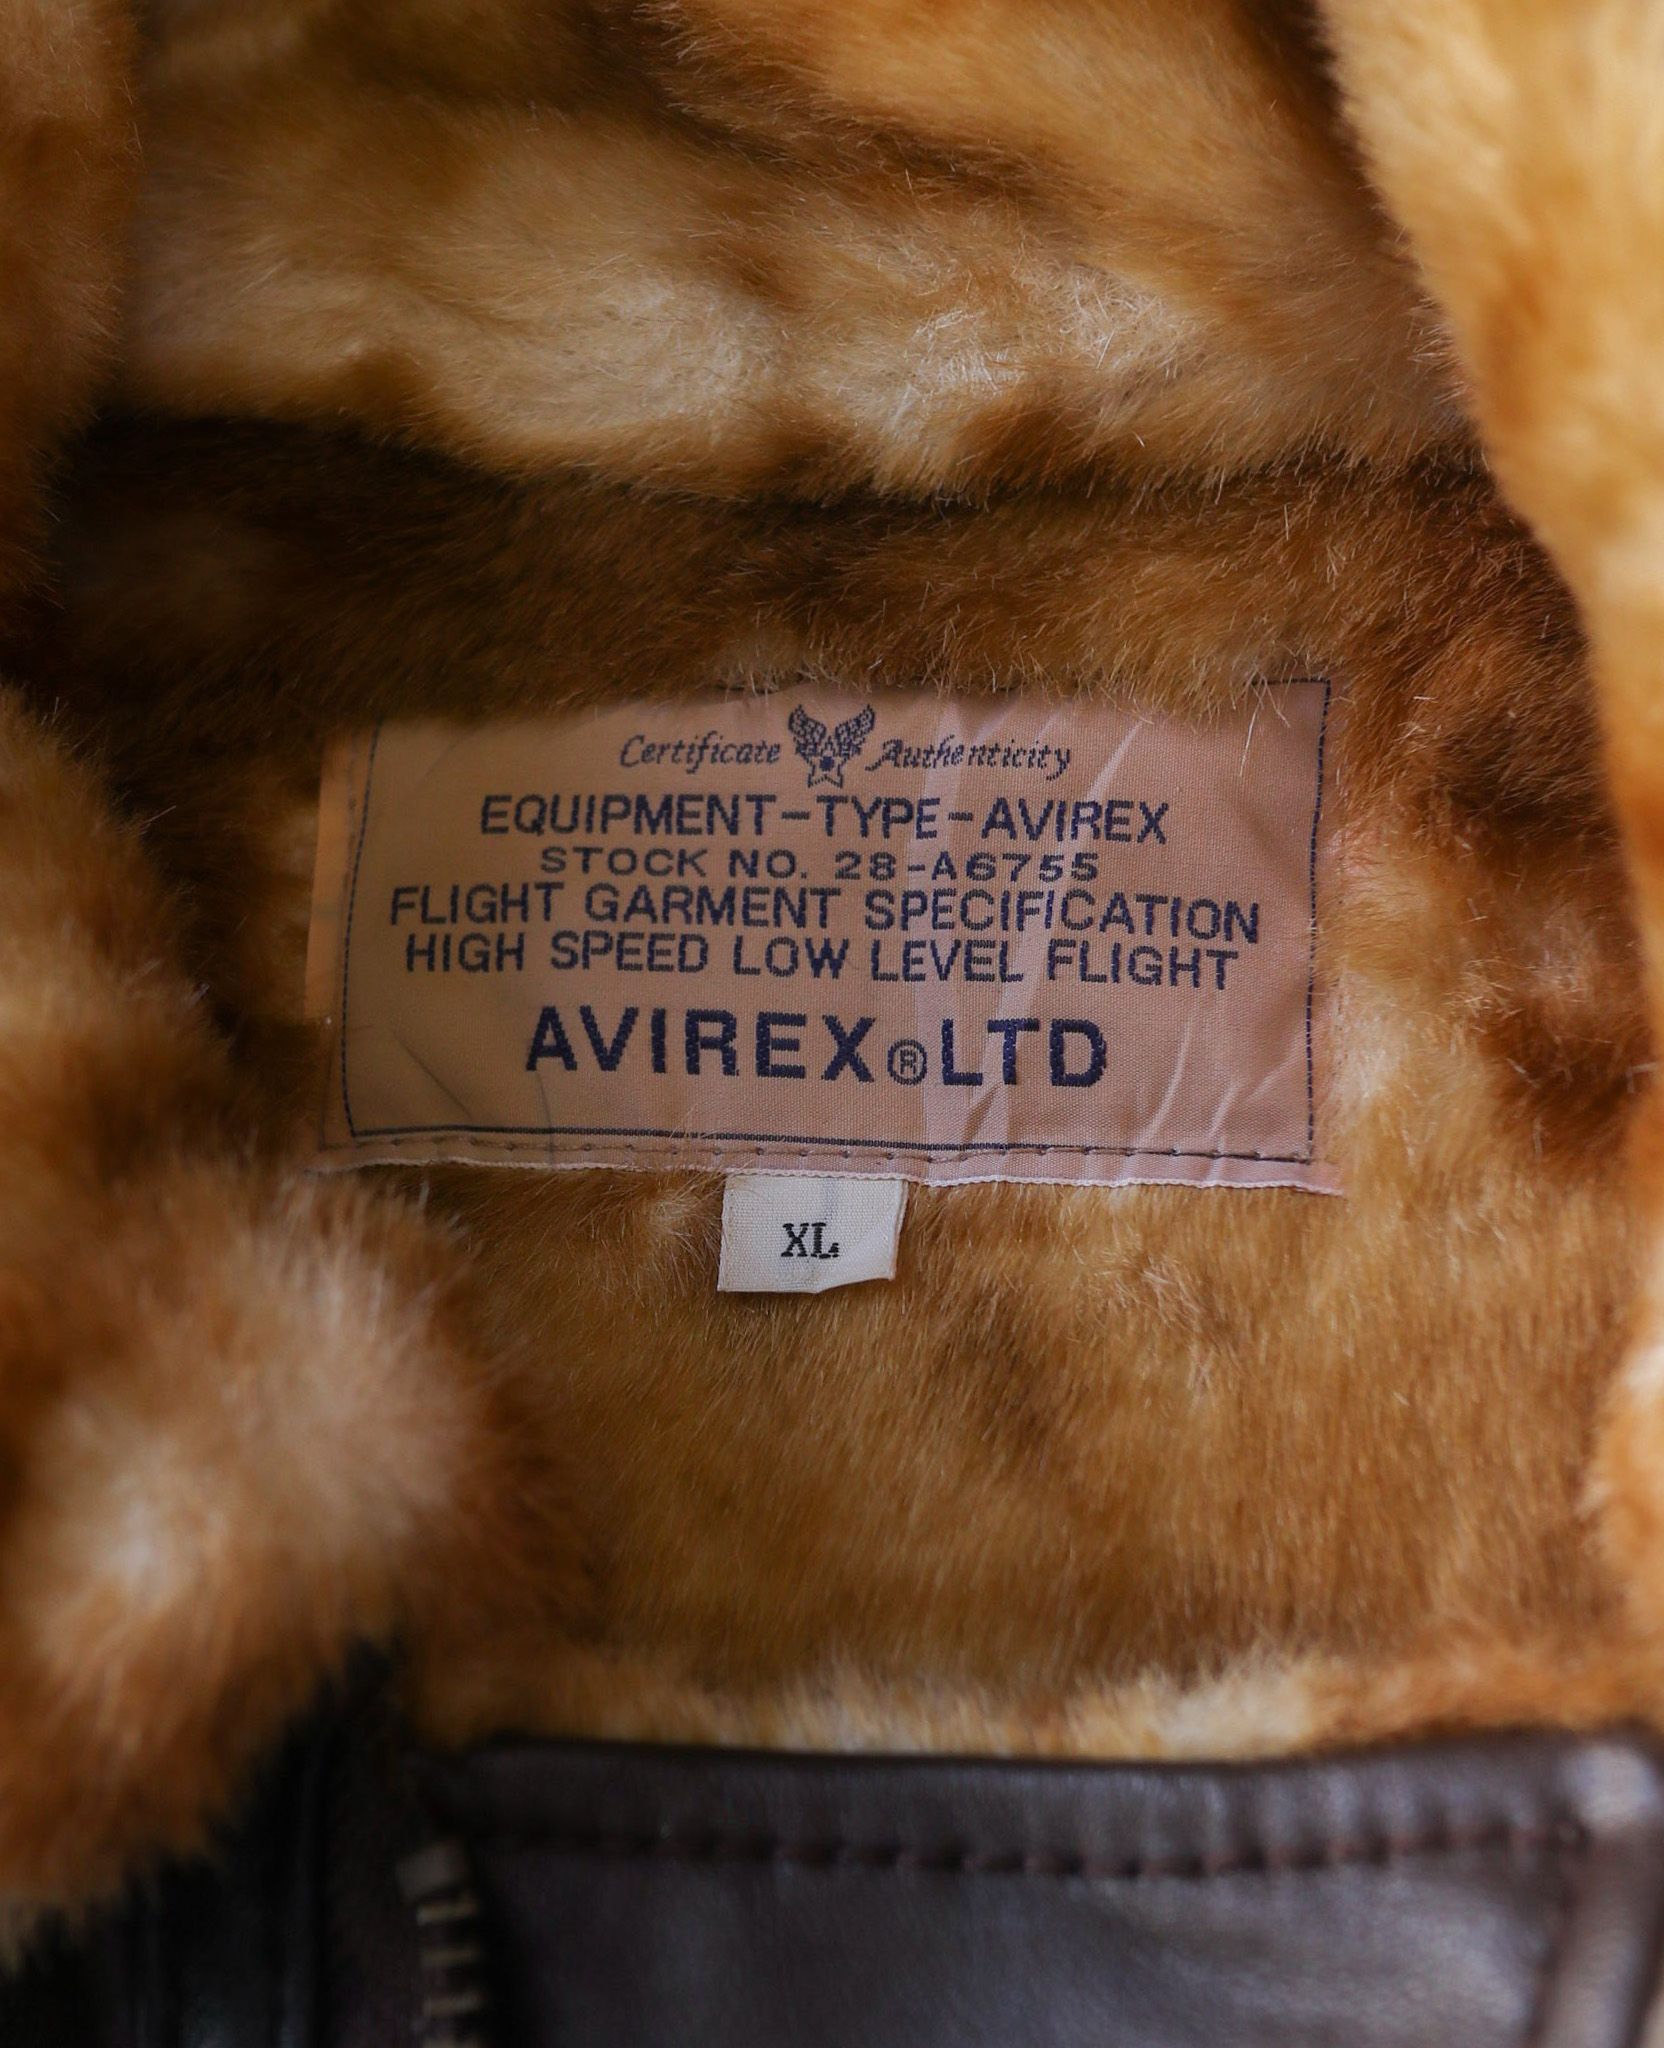 Certificate Authenticity
EQUIPMENT-TYPE-AVIREX
STOCK NO. 28-A6755
FLIGHT GARMENT SPECIFICATION
HIGH SPEED LOW LEVEL FLIGHT
AVIREX®LTD
XL